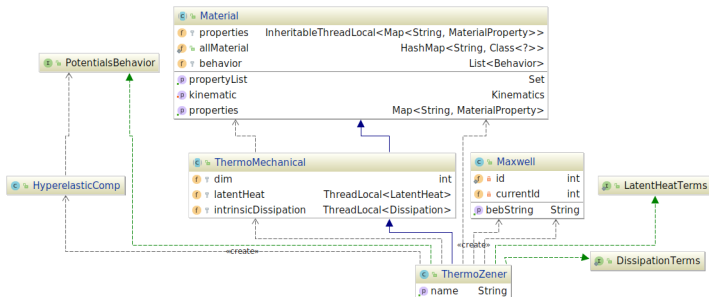 Material
properties InheritableThreadLocal<Map<String, MaterialProperty>>
allMaterial HashMap<String, Class<?>>
behavior List<Behavior>
propertyList Set
kinematic Kinematics
properties Map<String, MaterialProperty>
PotentialsBehavior
HyperelasticComp
ThermoMechanical
dim int
latentHeat ThreadLocal<LatentHeat>
intrinsicDissipation ThreadLocal<Dissipation>
Maxwell
id int
currentId int
bebString String
LatentHeatTerms
«create»
«create»
DissipationTerms
ThermoZener
name String